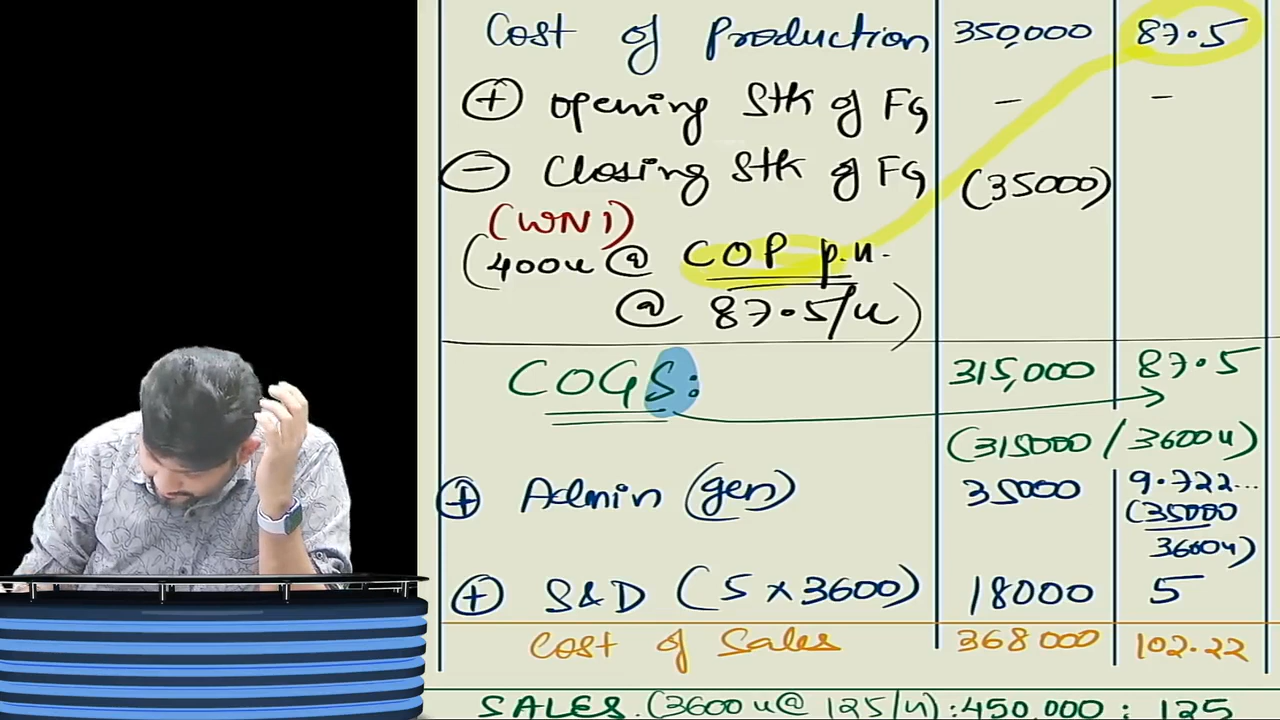 Cost of Production 350,000 87.5
+ Opening Stk of FG - -
- Closing Stk of FG (35000)
(WN1)
(400u @ COP p.u.
@ 87.5/u)
COGS: 315,000 87.5
(315000 / 3600u)
+ Admin (gen) 35000 9.722...
(35000
3600u)
+ S&D (5 x 3600) 18000 5
Cost of Sales 368000 102.22
SALES. (3600u @ 125/u) : 450,000 : 125